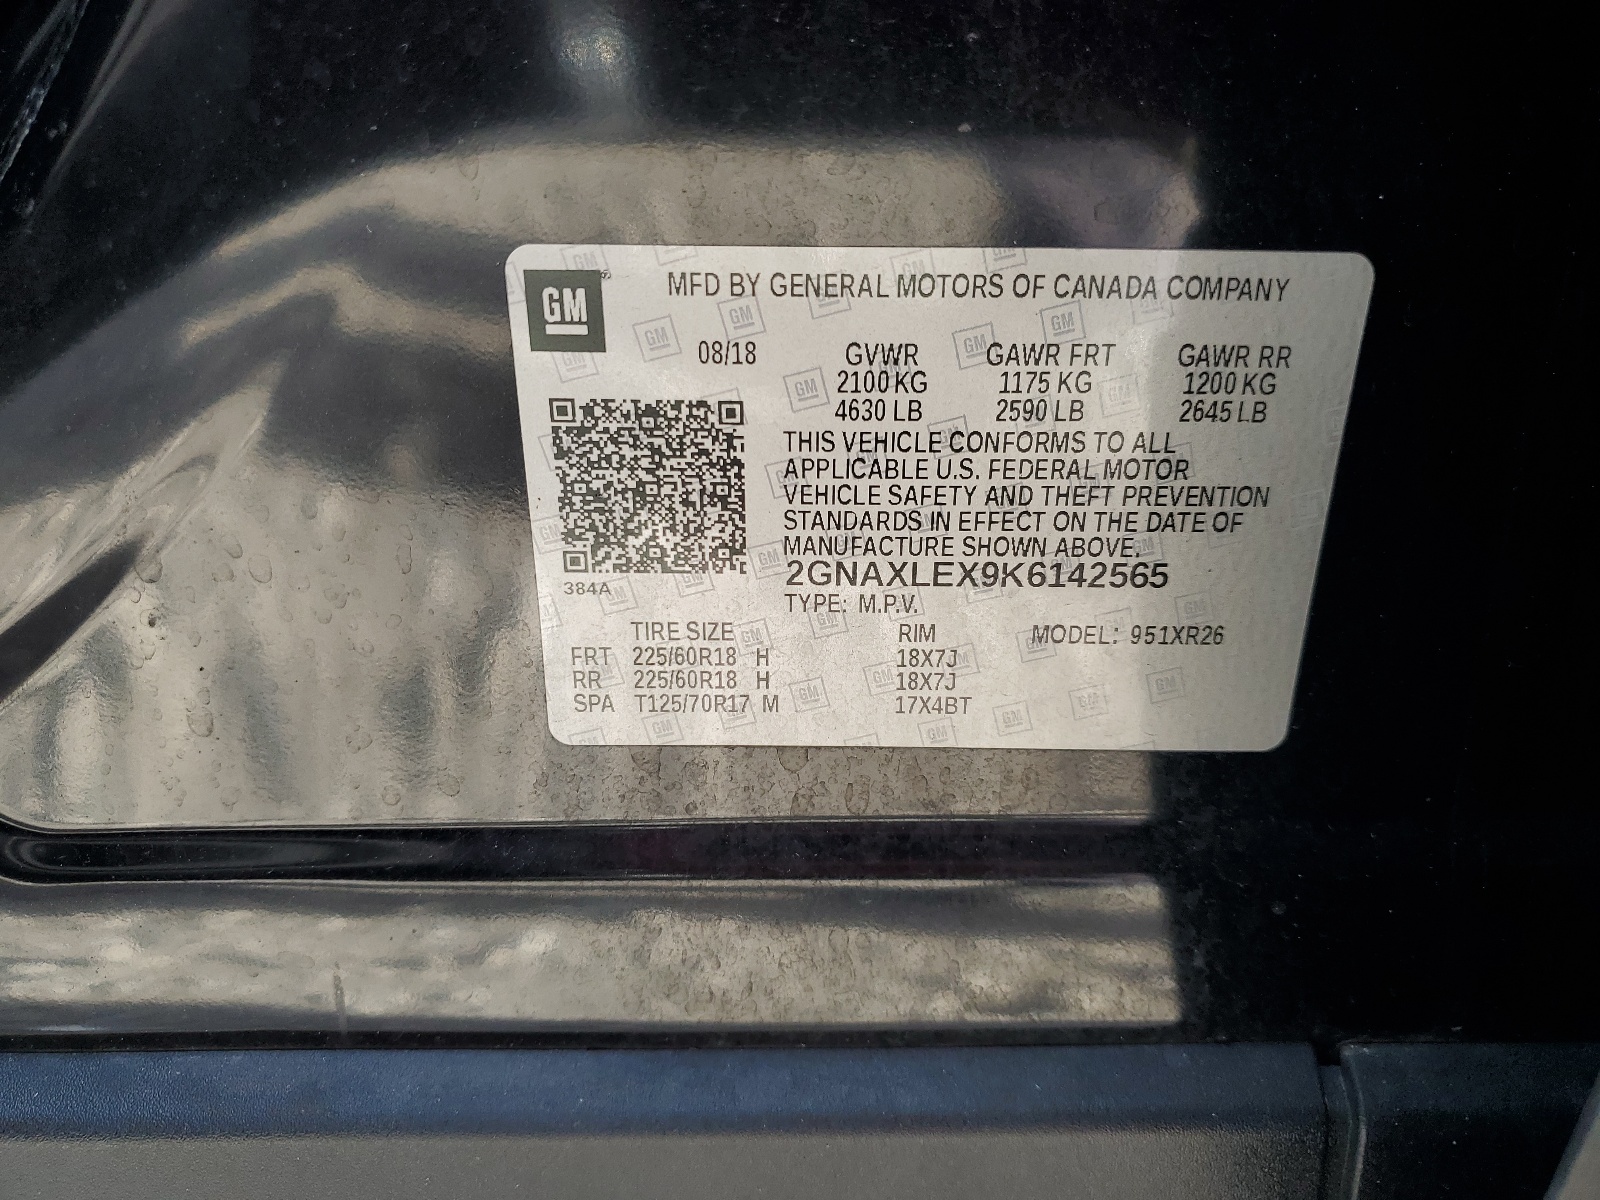 GM
MFD BY GENERAL MOTORS OF CANADA COMPANY
08/18 GVWR GAWR FRT GAWR RR
2100 KG 1175 KG 1200 KG
4630 LB 2590 LB 2645 LB
THIS VEHICLE CONFORMS TO ALL
APPLICABLE U.S. FEDERAL MOTOR
VEHICLE SAFETY AND THEFT PREVENTION
STANDARDS IN EFFECT ON THE DATE OF
MANUFACTURE SHOWN ABOVE.
384A
2GNAXLEX9K6142565
TYPE: M.P.V.
TIRE SIZE RIM MODEL: 951XR26
FRT 225/60R18 H 18X7J
RR 225/60R18 H 18X7J
SPA T125/70R17 M 17X4BT